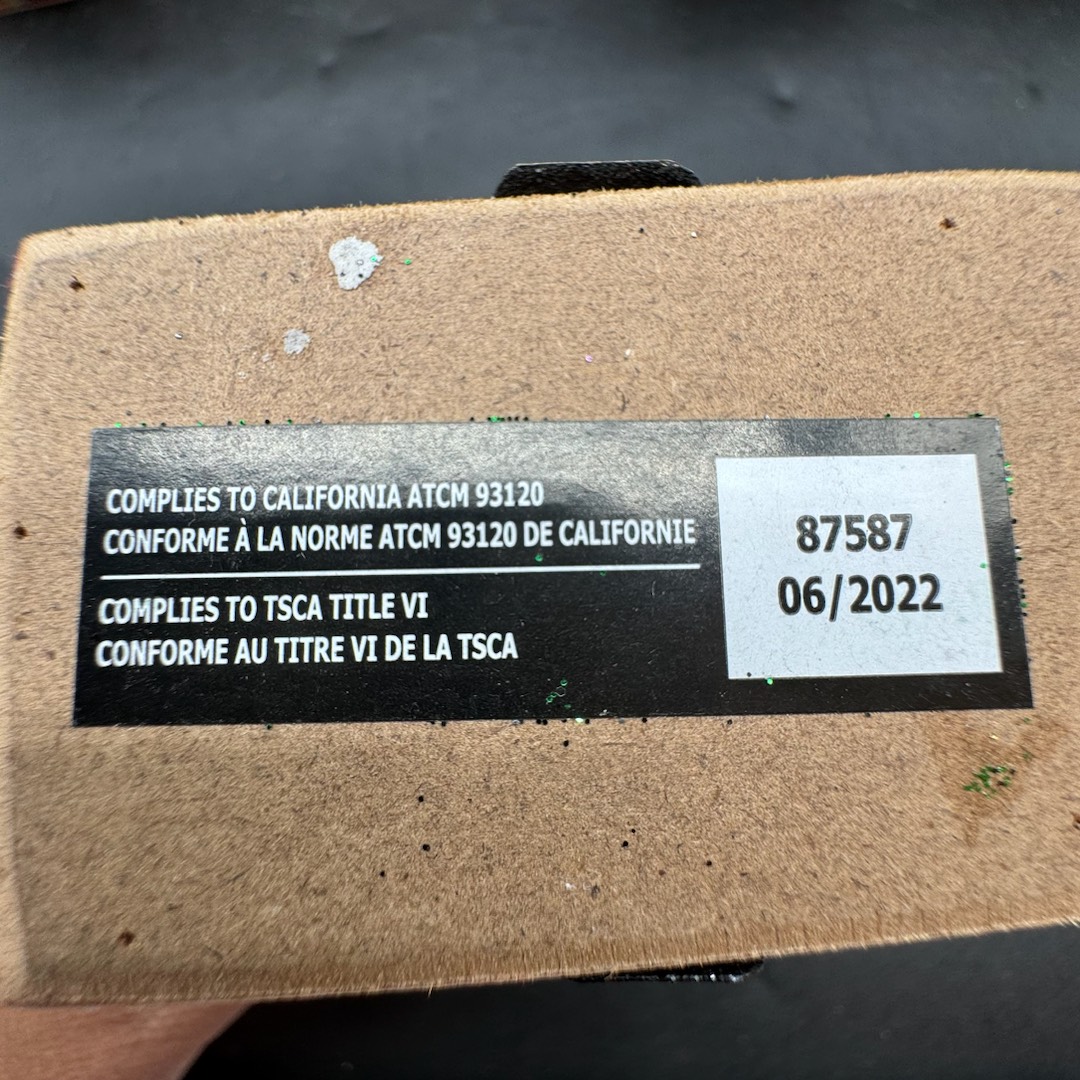 COMPLIES TO CALIFORNIA ATCM 93120
CONFORME À LA NORME ATCM 93120 DE CALIFORNIE
COMPLIES TO TSCA TITLE VI
CONFORME AU TITRE VI DE LA TSCA
87587
06/2022